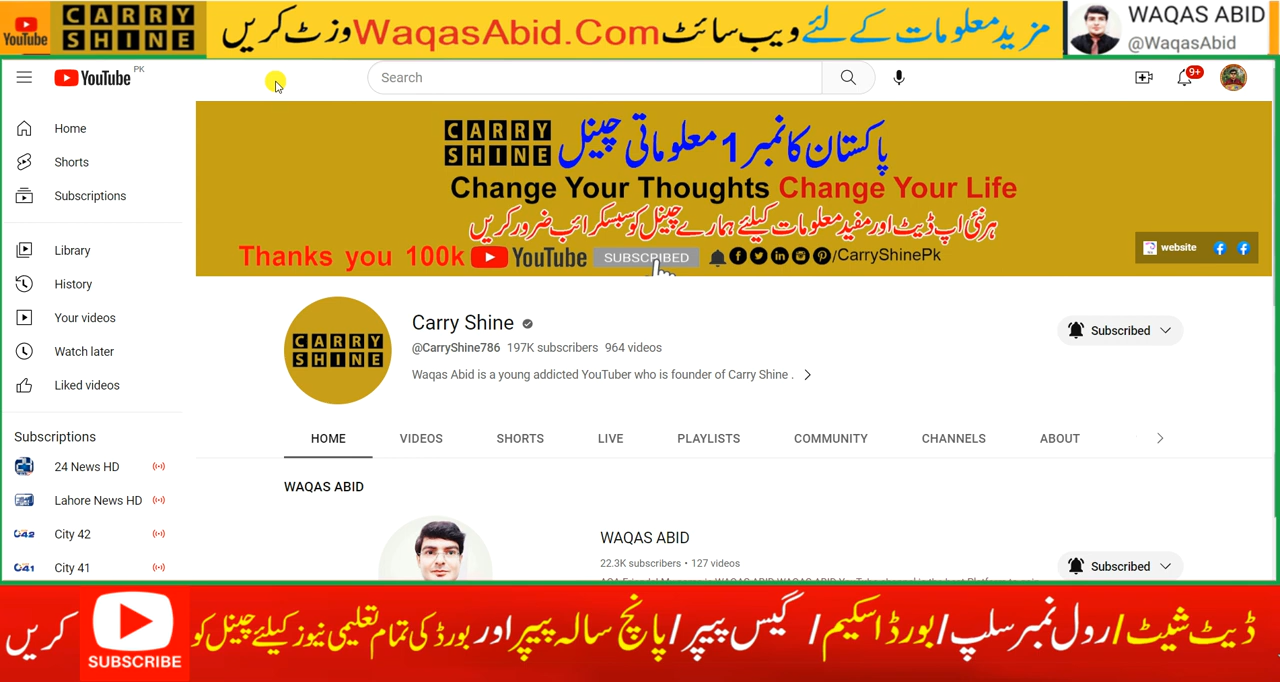 YouTube
CARRY
SHINE
مزید معلومات کے لئے ویب سائٹ WaqasAbid.Com وزٹ کریں
WAQAS ABID
@WaqasAbid
YouTube PK
Search
9+
Home
Shorts
Subscriptions
Library
History
Your videos
Watch later
Liked videos
Subscriptions
24 News HD
Lahore News HD
City 42
City 41
CARRY
SHINE
پاکستان کا نمبر 1 معلوماتی چینل
Change Your Thoughts Change Your Life
ہر نئی اپ ڈیٹ اور مفید معلومات کیلئے ہمارے چینل کو سبسکرائب ضرور کریں
Thanks you 100k YouTube SUBSCRIBED /CarryShinePk
website
CARRY
SHINE
Carry Shine
@CarryShine786 197K subscribers 964 videos
Waqas Abid is a young addicted YouTuber who is founder of Carry Shine .
Subscribed
HOME VIDEOS SHORTS LIVE PLAYLISTS COMMUNITY CHANNELS ABOUT
WAQAS ABID
WAQAS ABID
22.3K subscribers • 127 videos
Subscribed
ڈیٹ شیٹ/رول نمبر سلپ/بورڈ اسکیم/ گیس پیپر/پانچ سالہ پیپر اور بورڈ کی تمام تعلیمی نیوز کیلئے چینل کو SUBSCRIBE کریں